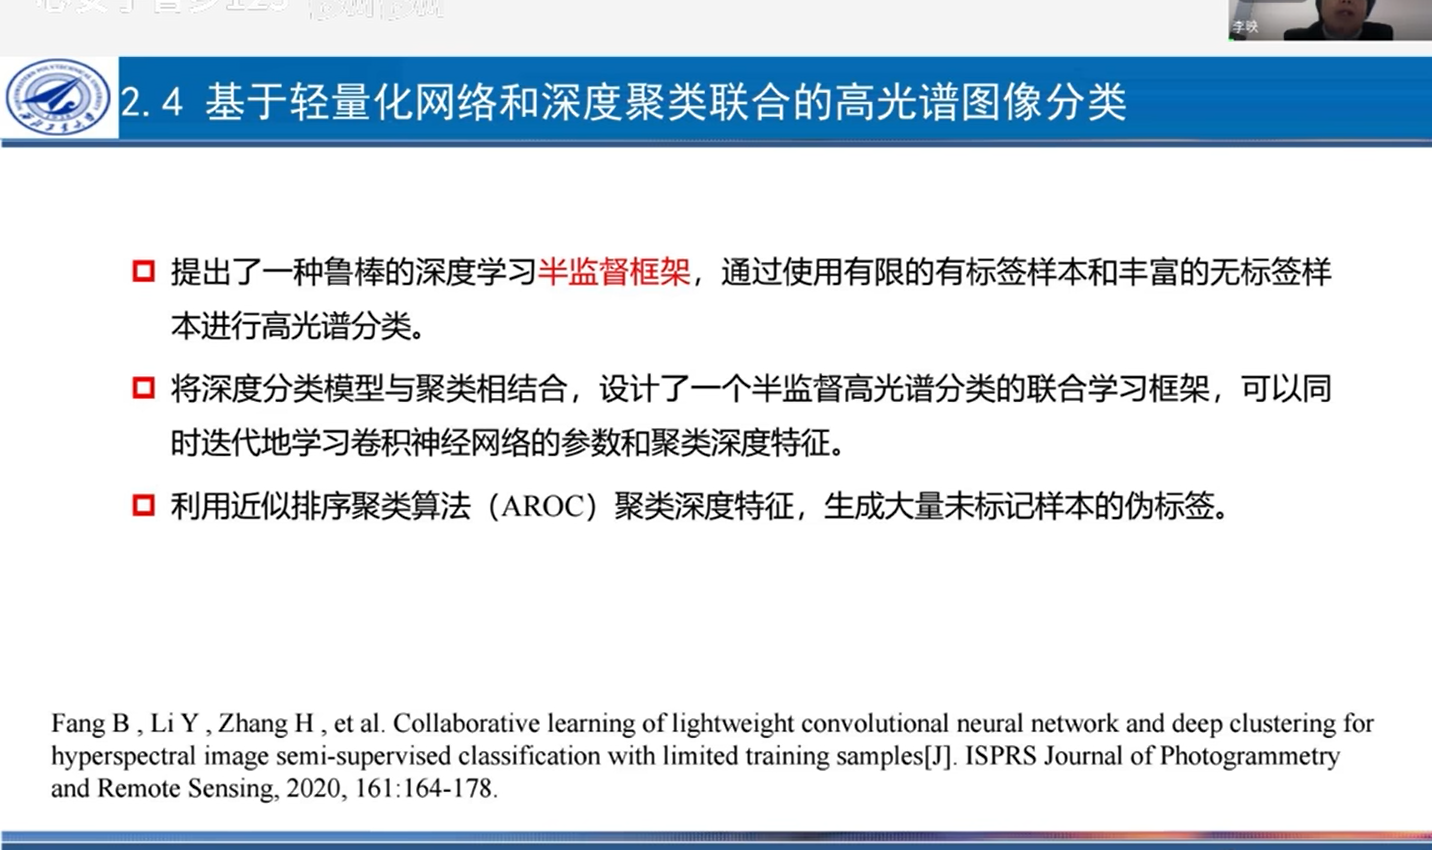 李映
2.4 基于轻量化网络和深度聚类联合的高光谱图像分类
提出了一种鲁棒的深度学习半监督框架，通过使用有限的有标签样本和丰富的无标签样
本进行高光谱分类。
将深度分类模型与聚类相结合，设计了一个半监督高光谱分类的联合学习框架，可以同
时迭代地学习卷积神经网络的参数和聚类深度特征。
利用近似排序聚类算法（AROC）聚类深度特征，生成大量未标记样本的伪标签。
Fang B , Li Y , Zhang H , et al. Collaborative learning of lightweight convolutional neural network and deep clustering for
hyperspectral image semi-supervised classification with limited training samples[J]. ISPRS Journal of Photogrammetry
and Remote Sensing, 2020, 161:164-178.